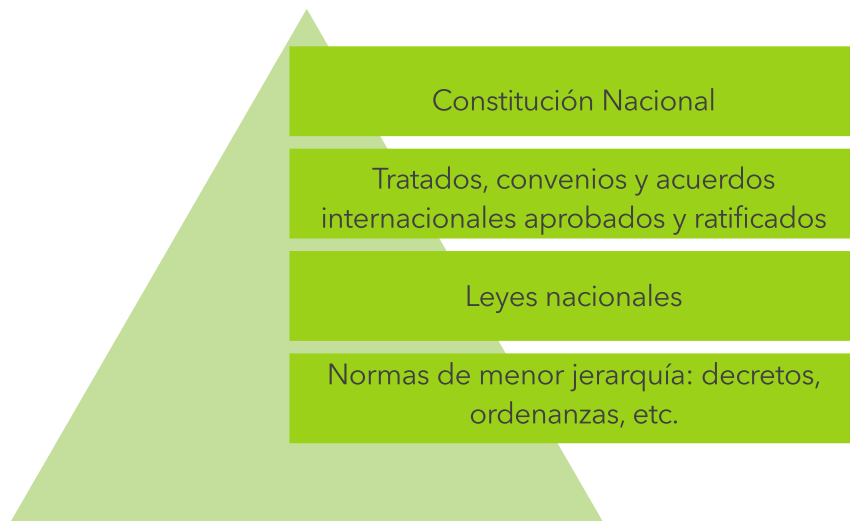 Constitución Nacional
Tratados, convenios y acuerdos
internacionales aprobados y ratificados
Leyes nacionales
Normas de menor jerarquía: decretos,
ordenanzas, etc.